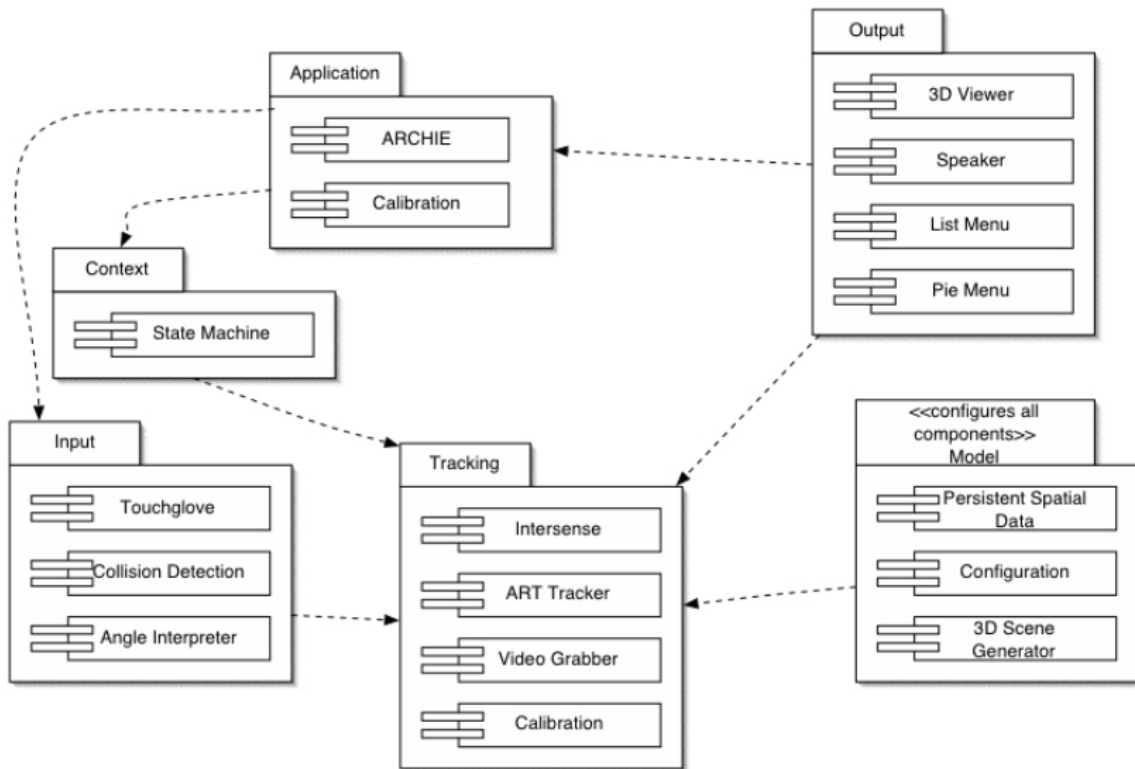 Application
ARCHIE
Calibration
Output
3D Viewer
Speaker
List Menu
Pie Menu
Context
State Machine
Input
Touchglove
Collision Detection
Angle Interpreter
Tracking
Intersense
ART Tracker
Video Grabber
Calibration
<<configures all
components>>
Model
Persistent Spatial
Data
Configuration
3D Scene
Generator